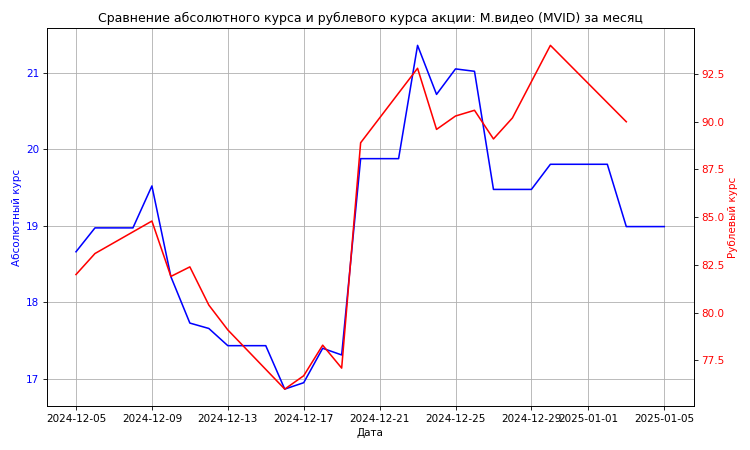 Сравнение абсолютного курса и рублевого курса акции: М.видео (MVID) за месяц
Абсолютный курс
21
20
19
18
17
92.5
90.0
87.5
85.0
82.5
80.0
77.5
Рублевый курс
2024-12-05 2024-12-09 2024-12-13 2024-12-17 2024-12-21 2024-12-25 2024-12-29 2025-01-01 2025-01-05
Дата